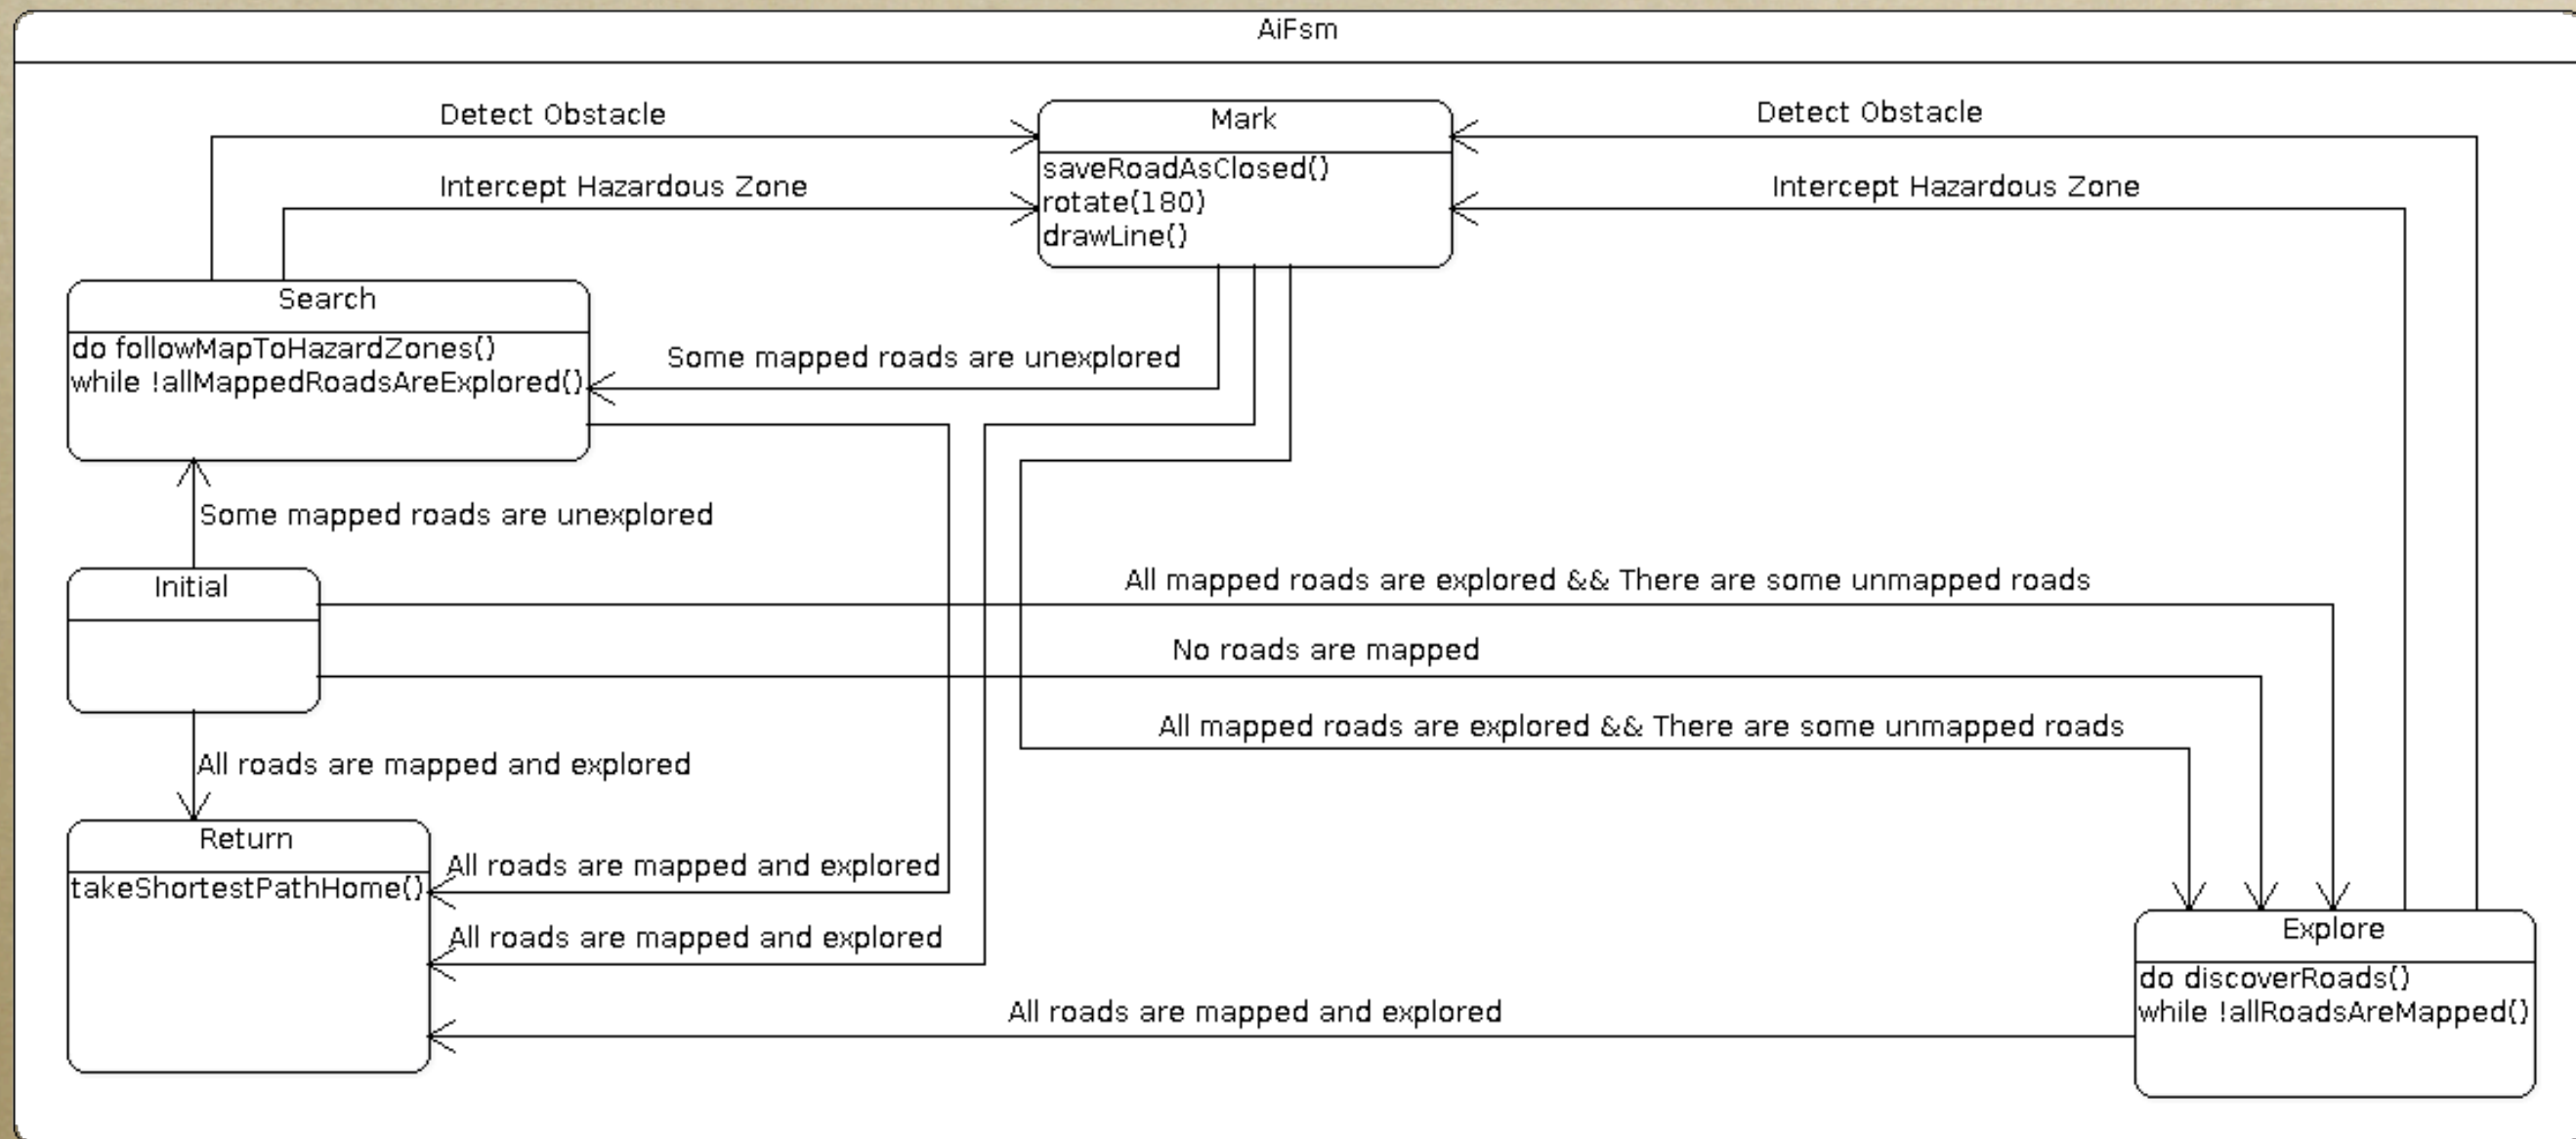 AiFsm
Detect Obstacle
Mark
Detect Obstacle
saveRoadAsClosed()
rotate(180)
drawLine()
Intercept Hazardous Zone
Intercept Hazardous Zone
Search
do followMapToHazardZones()
while !allMappedRoadsAreExplored()
Some mapped roads are unexplored
Some mapped roads are unexplored
Initial
All mapped roads are explored && There are some unmapped roads
No roads are mapped
All mapped roads are explored && There are some unmapped roads
All roads are mapped and explored
Return
takeShortestPathHome()
All roads are mapped and explored
All roads are mapped and explored
Explore
do discoverRoads()
while !allRoadsAreMapped()
All roads are mapped and explored